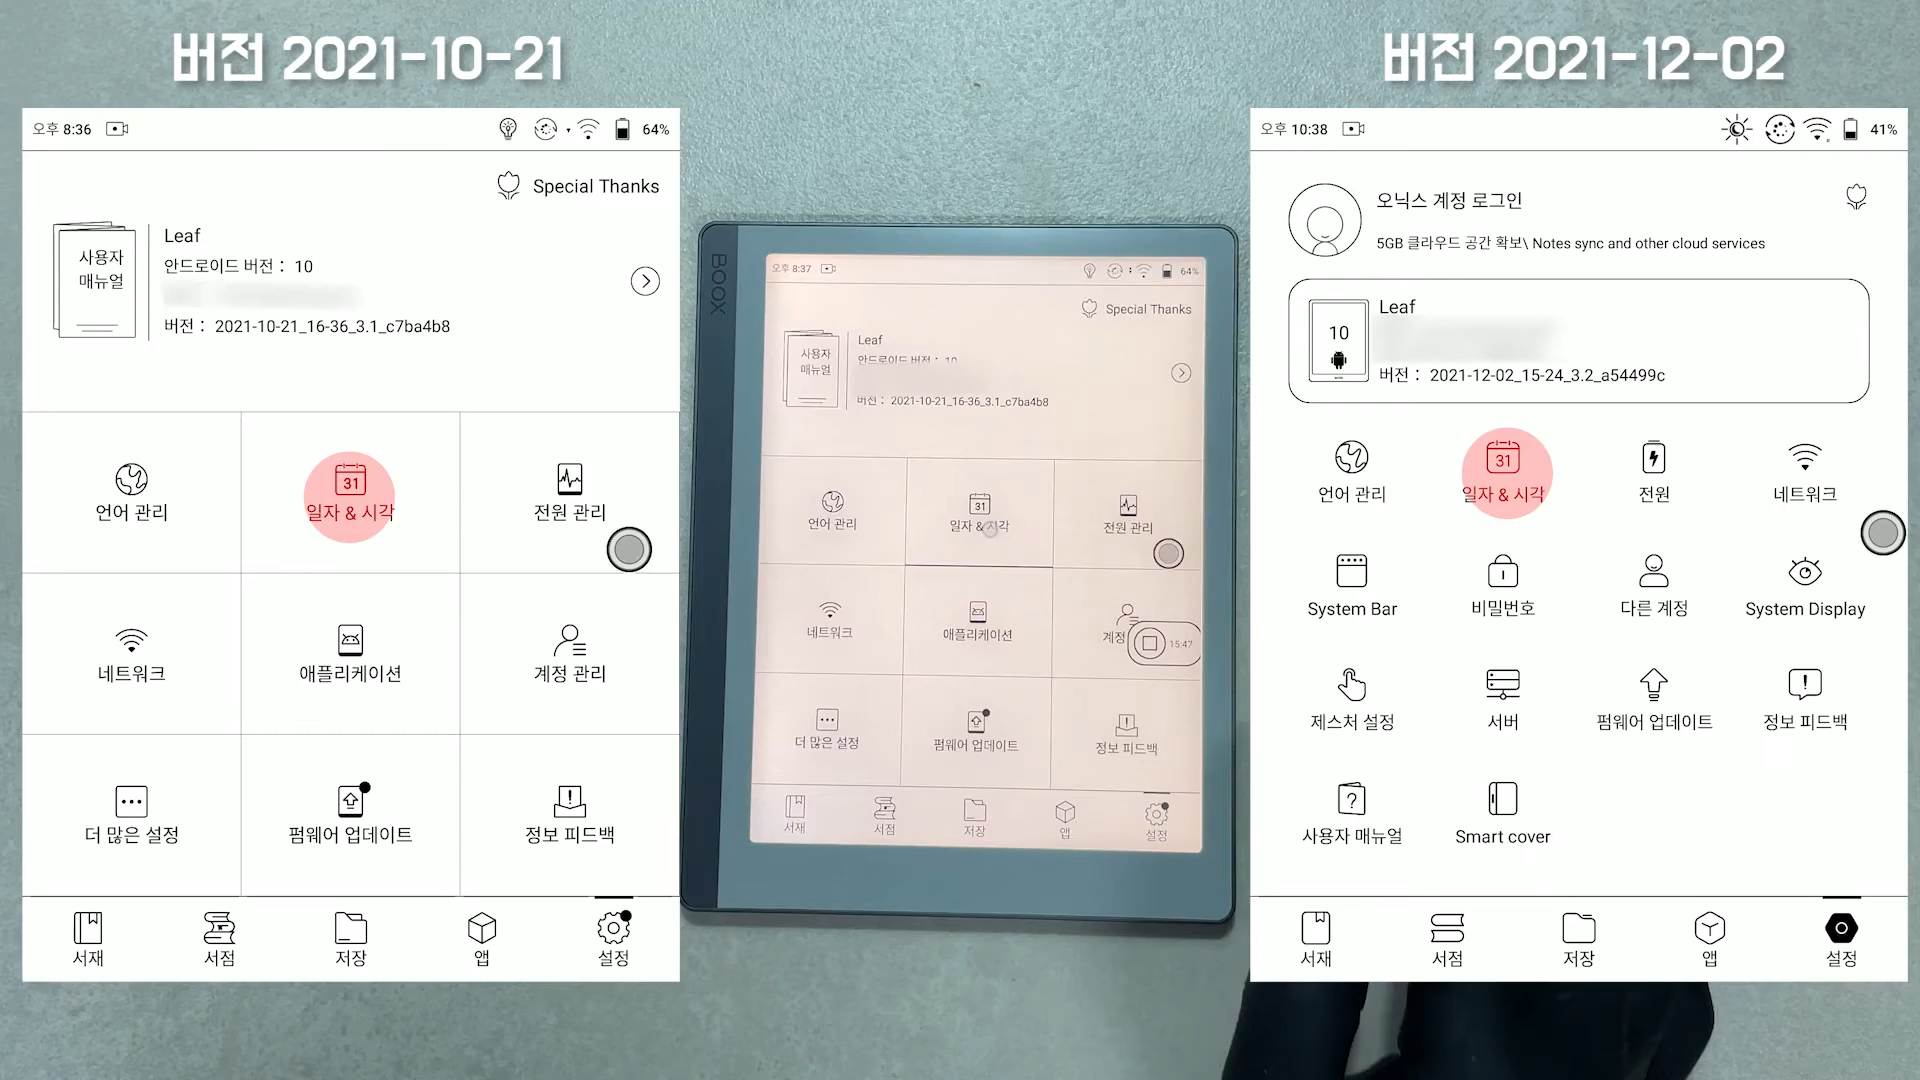 버전 2021-10-21
오후 8:36
64%
Special Thanks
사용자
매뉴얼
Leaf
안드로이드 버전 : 10
버전 : 2021-10-21_16-36_3.1_c7ba4b8
언어 관리
31
일자 & 시각
전원 관리
네트워크
애플리케이션
계정 관리
더 많은 설정
펌웨어 업데이트
정보 피드백
서재
서점
저장
앱
설정
BOOX
오후 8:37
64%
Special Thanks
사용자
매뉴얼
Leaf
안드로이드 버전 : 10
버전 : 2021-10-21_16-36_3.1_c7ba4b8
언어 관리
31
일자 & 시각
전원 관리
네트워크
애플리케이션
계정
15:47
더 많은 설정
펌웨어 업데이트
정보 피드백
서재
서점
저장
앱
설정
버전 2021-12-02
오후 10:38
41%
오닉스 계정 로그인
5GB 클라우드 공간 확보\ Notes sync and other cloud services
Leaf
10
버전 : 2021-12-02_15-24_3.2_a54499c
언어 관리
31
일자 & 시각
전원
네트워크
System Bar
비밀번호
다른 계정
System Display
제스처 설정
서버
펌웨어 업데이트
정보 피드백
사용자 매뉴얼
Smart cover
서재
서점
저장
앱
설정